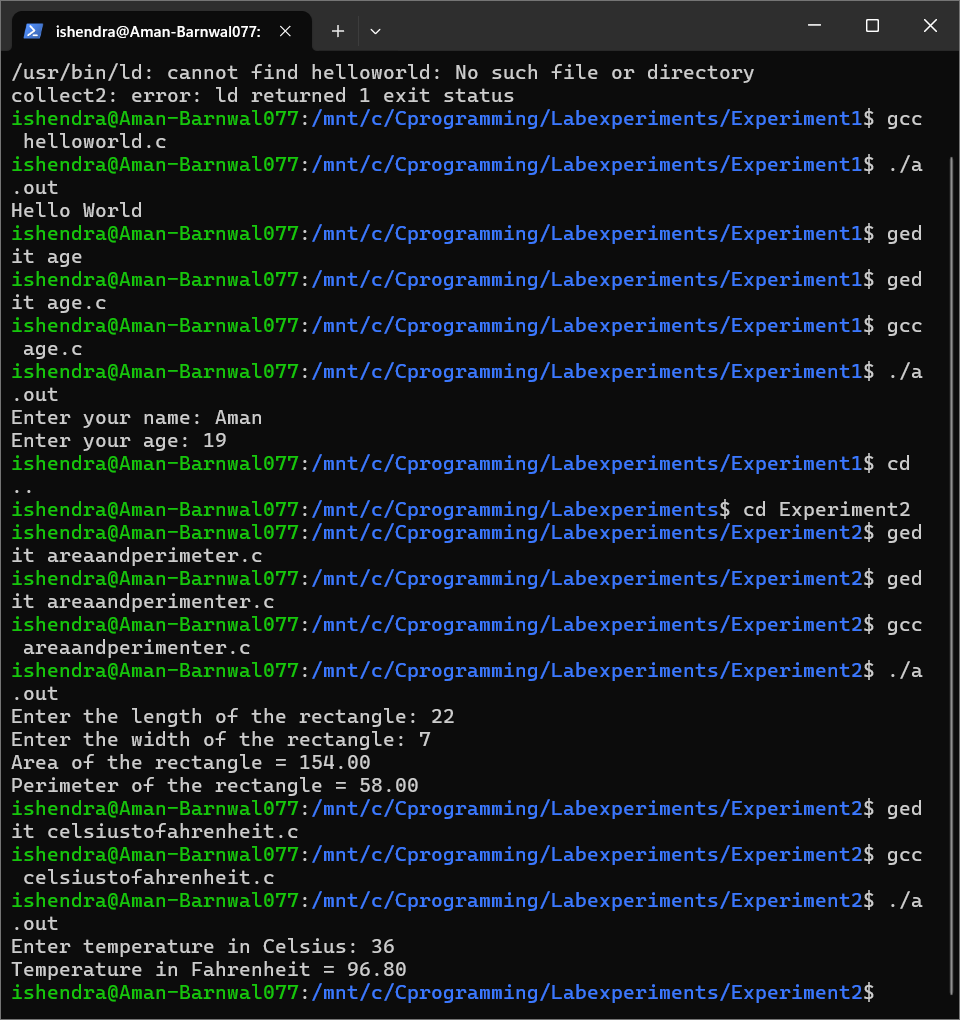 ishendra@Aman-Barnwal077:
/usr/bin/ld: cannot find helloworld: No such file or directory
collect2: error: ld returned 1 exit status
ishendra@Aman-Barnwal077:/mnt/c/Cprogramming/Labexperiments/Experiment1$ gcc
 helloworld.c
ishendra@Aman-Barnwal077:/mnt/c/Cprogramming/Labexperiments/Experiment1$ ./a
.out
Hello World
ishendra@Aman-Barnwal077:/mnt/c/Cprogramming/Labexperiments/Experiment1$ ged
it age
ishendra@Aman-Barnwal077:/mnt/c/Cprogramming/Labexperiments/Experiment1$ ged
it age.c
ishendra@Aman-Barnwal077:/mnt/c/Cprogramming/Labexperiments/Experiment1$ gcc
 age.c
ishendra@Aman-Barnwal077:/mnt/c/Cprogramming/Labexperiments/Experiment1$ ./a
.out
Enter your name: Aman
Enter your age: 19
ishendra@Aman-Barnwal077:/mnt/c/Cprogramming/Labexperiments/Experiment1$ cd
..
ishendra@Aman-Barnwal077:/mnt/c/Cprogramming/Labexperiments$ cd Experiment2
ishendra@Aman-Barnwal077:/mnt/c/Cprogramming/Labexperiments/Experiment2$ ged
it areaandperimeter.c
ishendra@Aman-Barnwal077:/mnt/c/Cprogramming/Labexperiments/Experiment2$ ged
it areaandperimenter.c
ishendra@Aman-Barnwal077:/mnt/c/Cprogramming/Labexperiments/Experiment2$ gcc
 areaandperimenter.c
ishendra@Aman-Barnwal077:/mnt/c/Cprogramming/Labexperiments/Experiment2$ ./a
.out
Enter the length of the rectangle: 22
Enter the width of the rectangle: 7
Area of the rectangle = 154.00
Perimeter of the rectangle = 58.00
ishendra@Aman-Barnwal077:/mnt/c/Cprogramming/Labexperiments/Experiment2$ ged
it celsiustofahrenheit.c
ishendra@Aman-Barnwal077:/mnt/c/Cprogramming/Labexperiments/Experiment2$ gcc
 celsiustofahrenheit.c
ishendra@Aman-Barnwal077:/mnt/c/Cprogramming/Labexperiments/Experiment2$ ./a
.out
Enter temperature in Celsius: 36
Temperature in Fahrenheit = 96.80
ishendra@Aman-Barnwal077:/mnt/c/Cprogramming/Labexperiments/Experiment2$